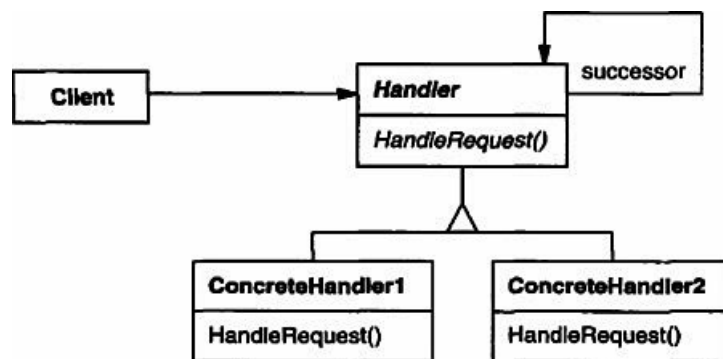 successor
Client
Handler
HandleRequest()
ConcreteHandler1
ConcreteHandler2
HandleRequest()
HandleRequest()